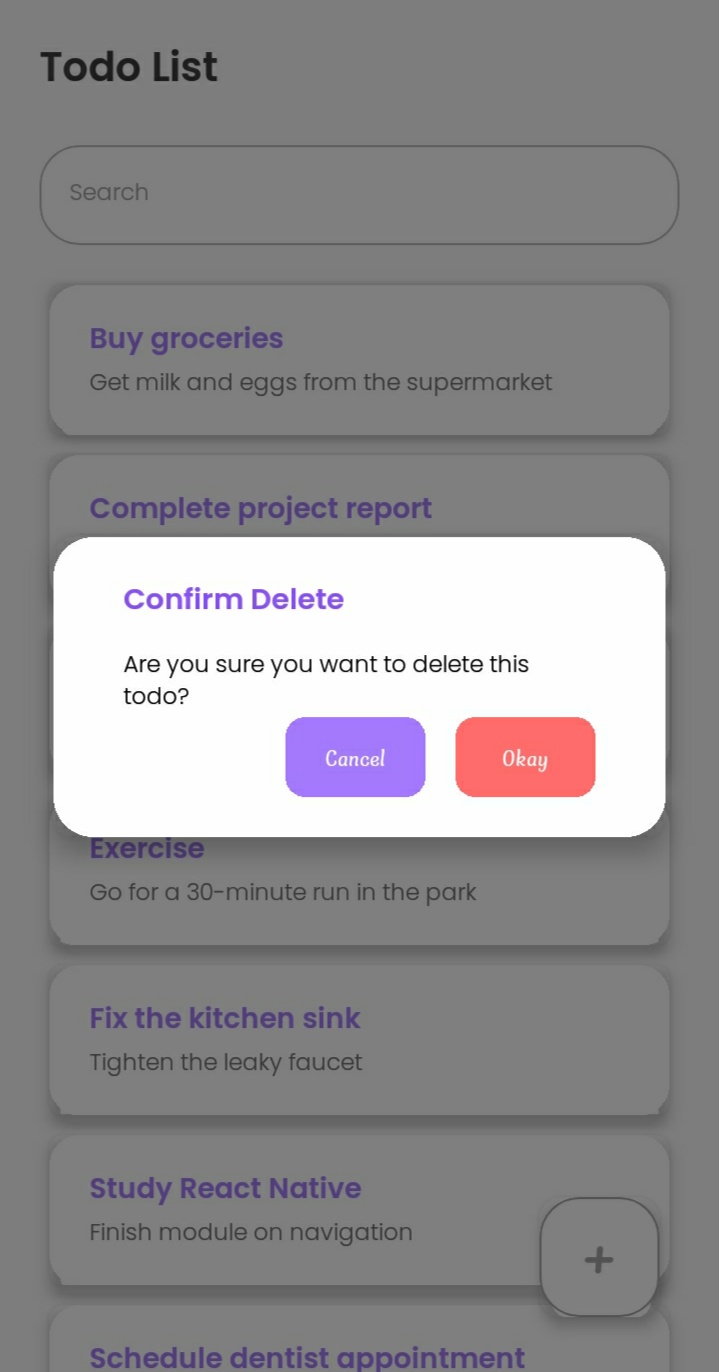 Todo List
Search
Buy groceries
Get milk and eggs from the supermarket
Complete project report
Confirm Delete
Are you sure you want to delete this
todo?
Cancel Okay
Exercise
Go for a 30-minute run in the park
Fix the kitchen sink
Tighten the leaky faucet
Study React Native
Finish module on navigation
+
Schedule dentist appointment